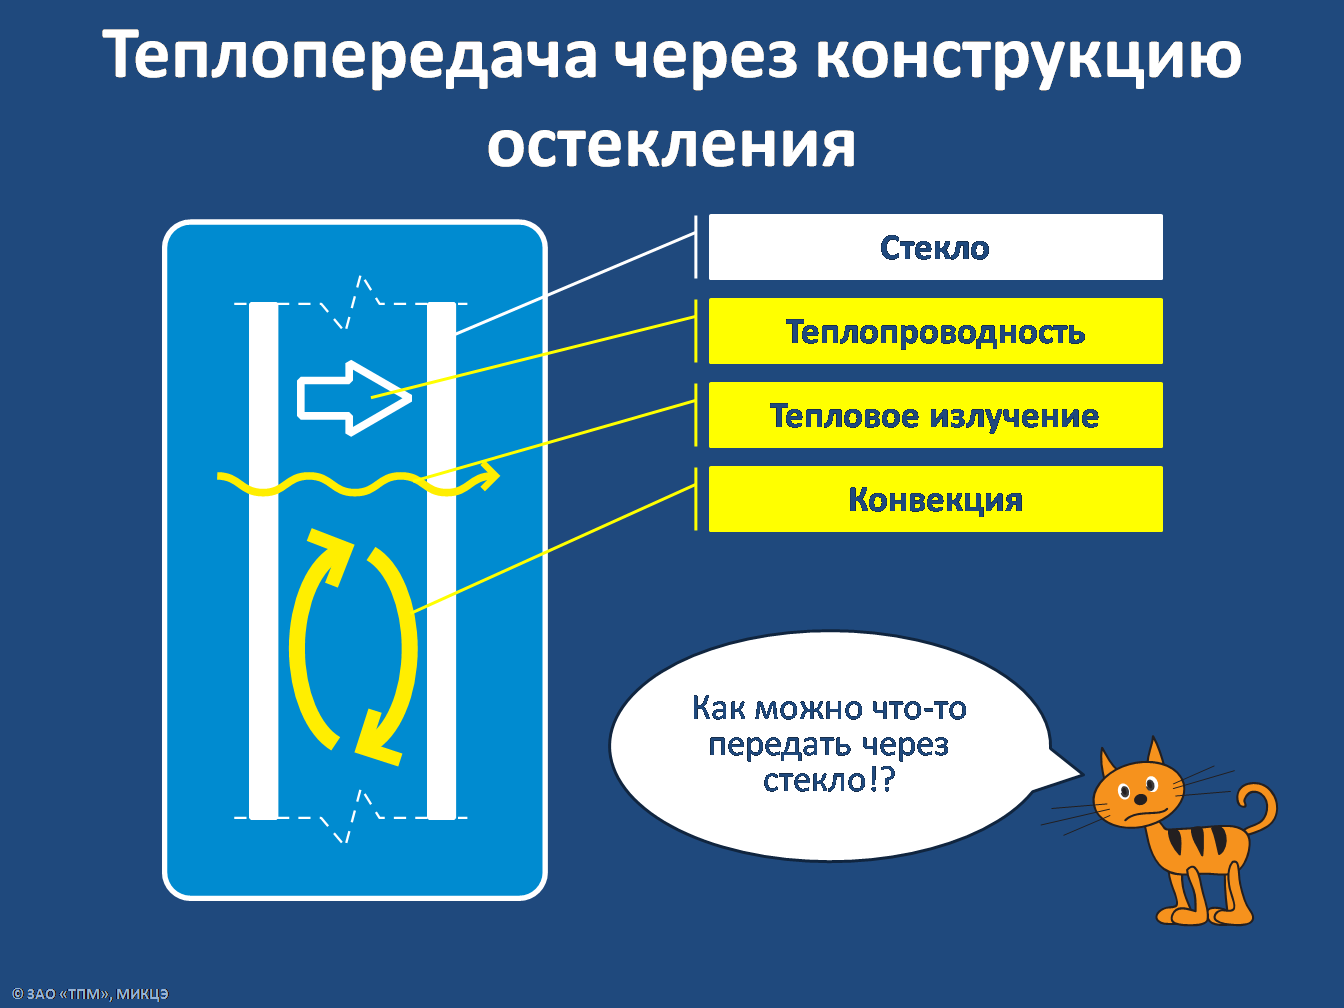 Теплопередача через конструкцию
остекления
Стекло
Теплопроводность
Тепловое излучение
Конвекция
Как можно что-то
передать через
стекло!?
© ЗАО «ТПМ», МИКЦЭ